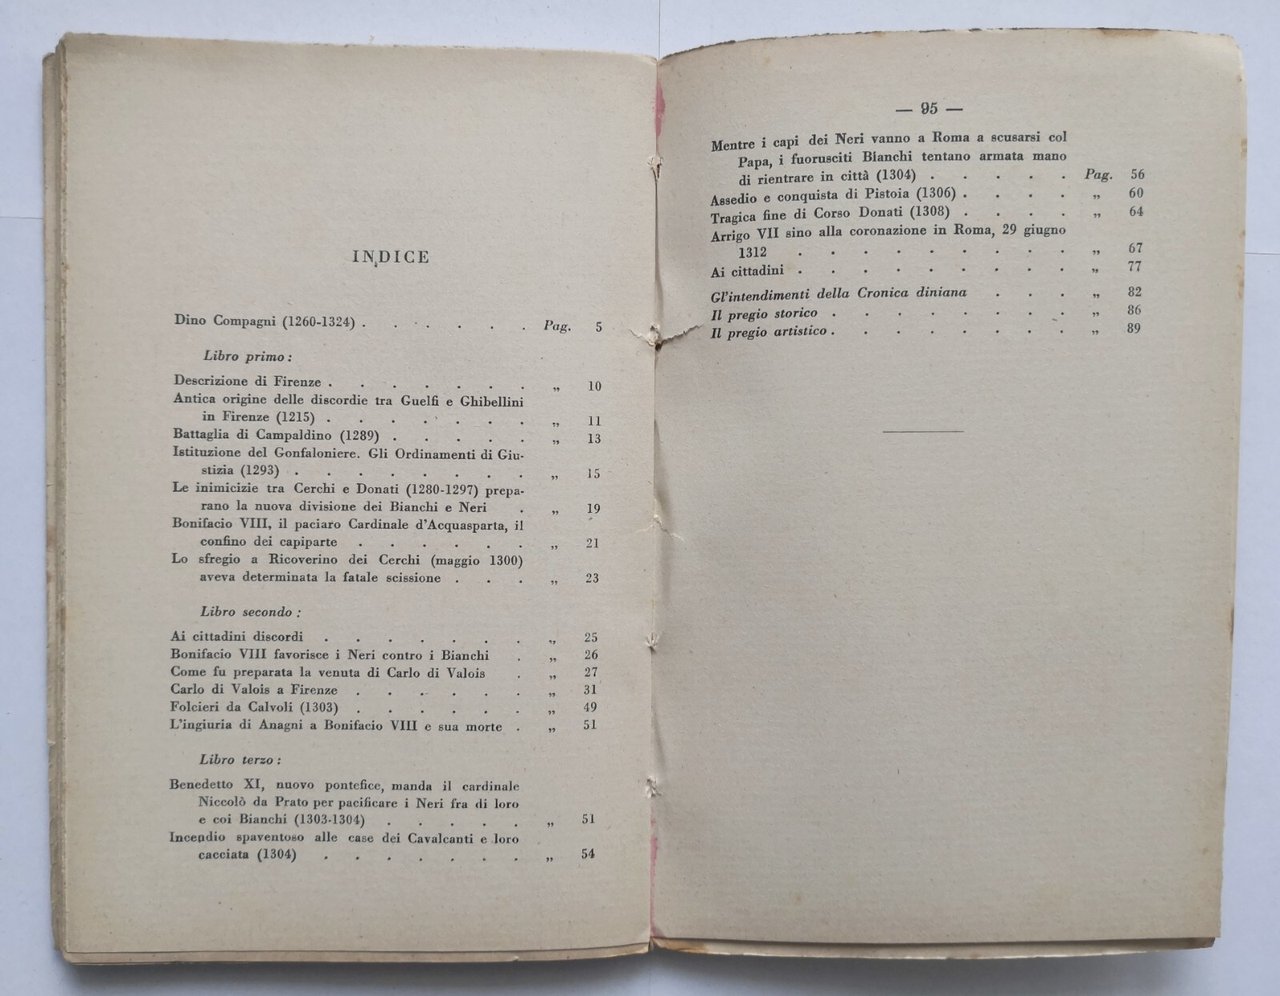 INDICE
Dino Compagni (1260-1324) . . . . . . Pag. 5
Libro primo :
Descrizione di Firenze . . . . . . . „ 10
Antica origine delle discordie tra Guelfi e Ghibellini
in Firenze (1215) . . . . . . . „ 11
Battaglia di Campaldino (1289) . . . . . „ 13
Istituzione del Gonfaloniere. Gli Ordinamenti di Giu-
stizia (1293) . . . . . . . . „ 15
Le inimicizie tra Cerchi e Donati (1280-1297) prepa-
rano la nuova divisione dei Bianchi e Neri . „ 19
Bonifacio VIII, il paciaro Cardinale d'Acquasparta, il
confino dei capiparte . . . . . . „ 21
Lo sfregio a Ricoverino dei Cerchi (maggio 1300)
aveva determinata la fatale scissione . . . „ 23
Libro secondo :
Ai cittadini discordi . . . . . . . „ 25
Bonifacio VIII favorisce i Neri contro i Bianchi . „ 26
Come fu preparata la venuta di Carlo di Valois . „ 27
Carlo di Valois a Firenze . . . . . . „ 31
Folcieri da Calvoli (1303) . . . . . . „ 49
L'ingiuria di Anagni a Bonifacio VIII e sua morte . „ 51
Libro terzo :
Benedetto XI, nuovo pontefice, manda il cardinale
Niccolò da Prato per pacificare i Neri fra di loro
e coi Bianchi (1303-1304) . . . . . „ 51
Incendio spaventoso alle case dei Cavalcanti e loro
cacciata (1304) . . . . . . . „ 54
— 95 —
Mentre i capi dei Neri vanno a Roma a scusarsi col
Papa, i fuorusciti Bianchi tentano armata mano
di rientrare in città (1304) . . . . . Pag. 56
Assedio e conquista di Pistoia (1306) . . . . „ 60
Tragica fine di Corso Donati (1308) . . . . „ 64
Arrigo VII sino alla coronazione in Roma, 29 giugno
1312 . . . . . . . . . „ 67
Ai cittadini . . . . . . . . . „ 77
Gl'intendimenti della Cronica diniana . . . „ 82
Il pregio storico . . . . . . . . „ 86
Il pregio artistico . . . . . . . . „ 89